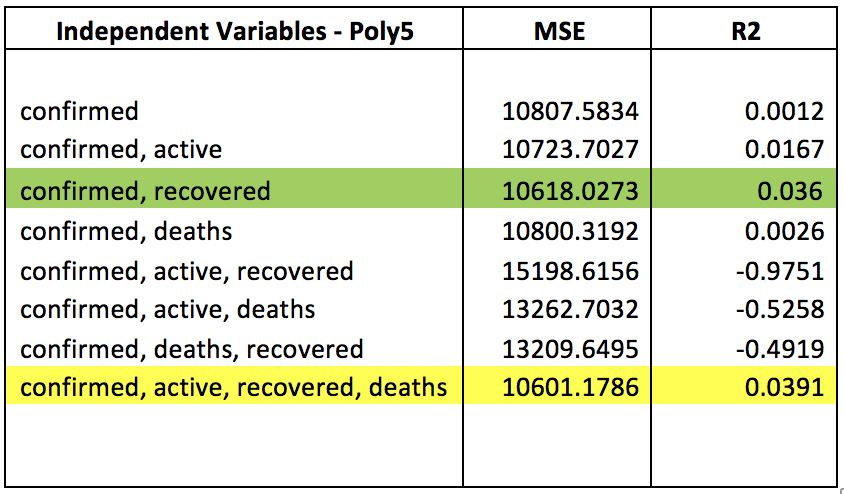 Independent Variables - Poly5 MSE R2
confirmed 10807.5834 0.0012
confirmed, active 10723.7027 0.0167
confirmed, recovered 10618.0273 0.036
confirmed, deaths 10800.3192 0.0026
confirmed, active, recovered 15198.6156 -0.9751
confirmed, active, deaths 13262.7032 -0.5258
confirmed, deaths, recovered 13209.6495 -0.4919
confirmed, active, recovered, deaths 10601.1786 0.0391